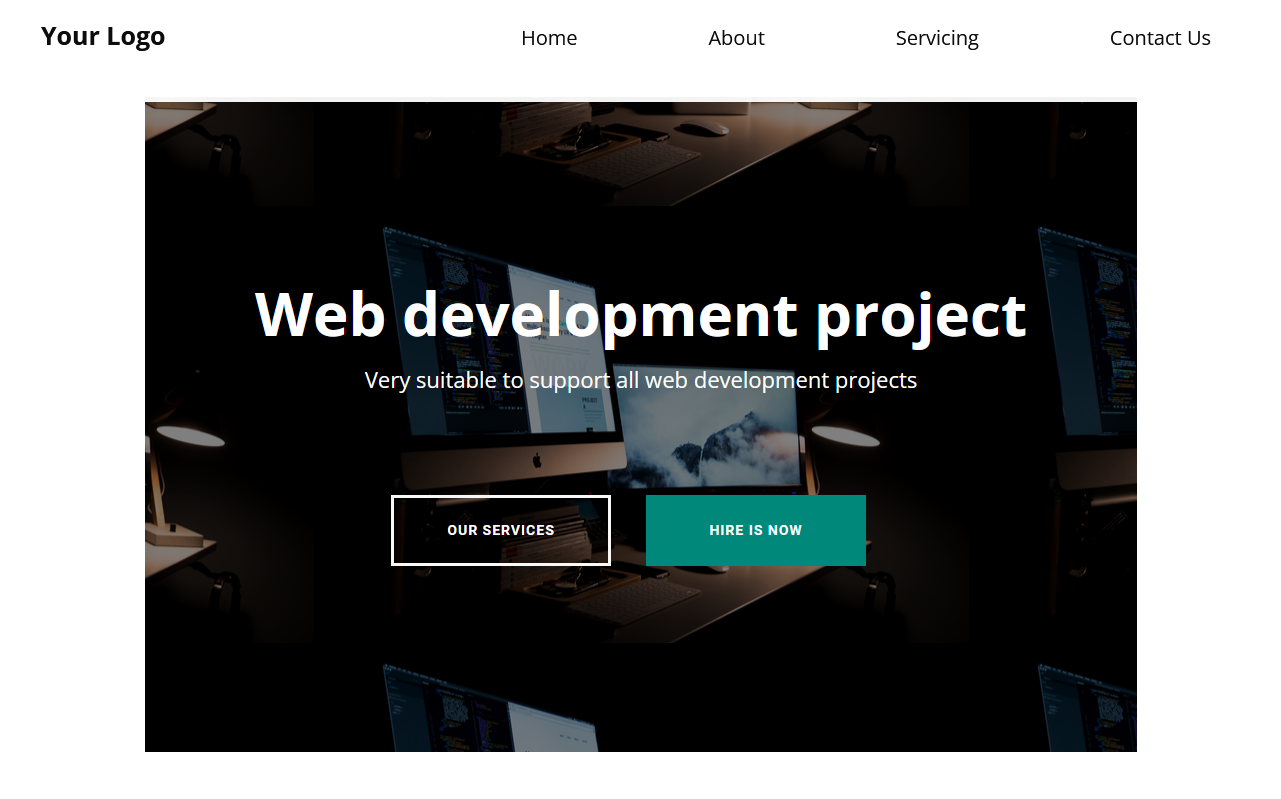 Your Logo
Home
About
Servicing
Contact Us
Web development project
Very suitable to support all web development projects
OUR SERVICES
HIRE IS NOW